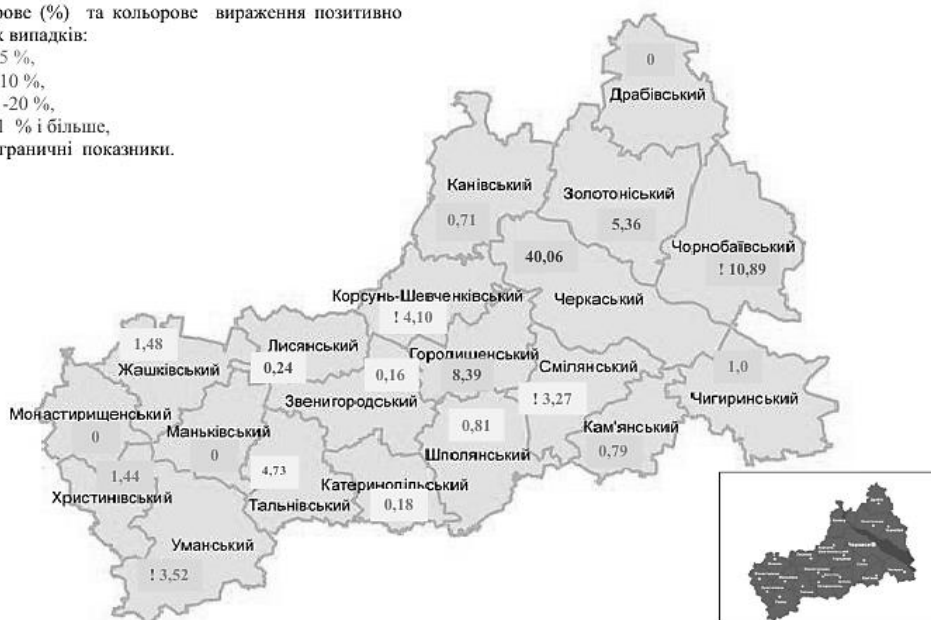 та кольорове вираження позитивно
випадків:
5 %,
10 %,
-20 %,
% і більше,
показники.
0
Драбівський
Канівський
0,71
Золотоніський
5,36
Чорнобаївський
! 10,89
40,06
Черкаський
Корсунь-Шевченківський
! 4,10
1,48
Жашківський
Лисянський
0,24
Городищенський
0,16
8,39
Звенигородський
Смілянський
! 3,27
1,0
Чигиринський
Монастирищенський
0
Маньківський
0
0,81
Шполянський
Кам'янський
0,79
1,44
Христинівський
4,73
Тальнівський
Катеринопільський
0,18
Уманський
! 3,52